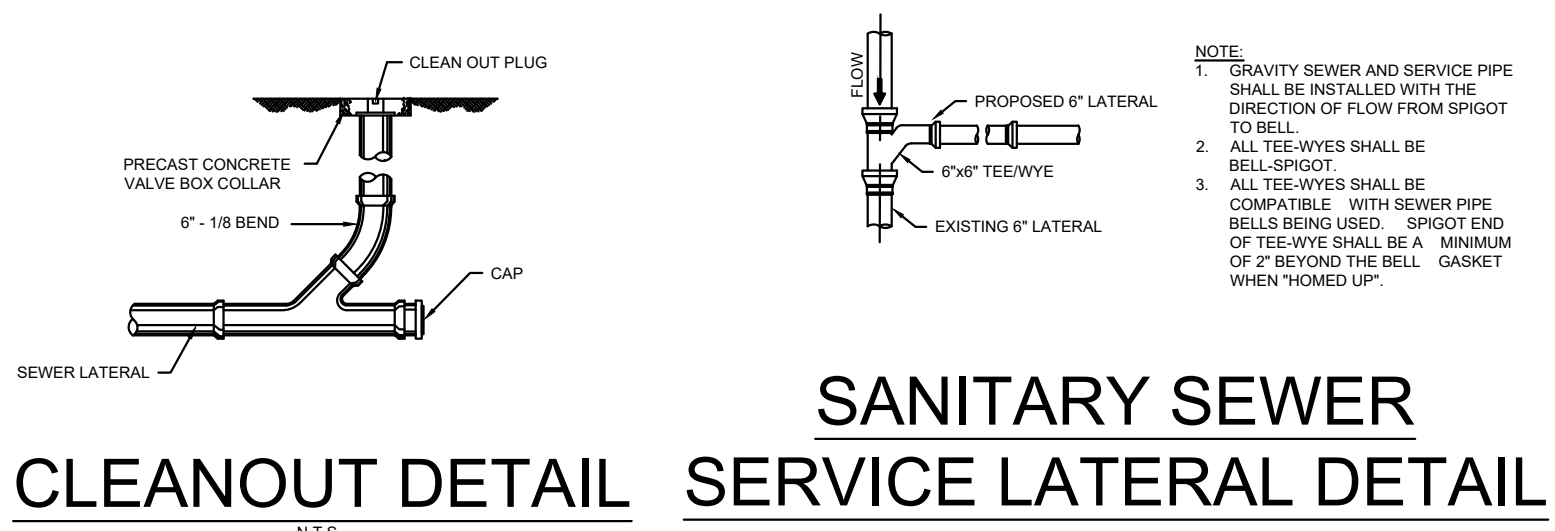 CLEAN OUT PLUG
PRECAST CONCRETE
VALVE BOX COLLAR
6" - 1/8 BEND
CAP
SEWER LATERAL
CLEANOUT DETAIL
N.T.S.
FLOW
PROPOSED 6" LATERAL
6"x6" TEE/WYE
EXISTING 6" LATERAL
NOTE:
1. GRAVITY SEWER AND SERVICE PIPE
SHALL BE INSTALLED WITH THE
DIRECTION OF FLOW FROM SPIGOT
TO BELL.
2. ALL TEE-WYES SHALL BE
BELL-SPIGOT.
3. ALL TEE-WYES SHALL BE
COMPATIBLE WITH SEWER PIPE
BELLS BEING USED. SPIGOT END
OF TEE-WYE SHALL BE A MINIMUM
OF 2" BEYOND THE BELL GASKET
WHEN "HOMED UP".
SANITARY SEWER
SERVICE LATERAL DETAIL